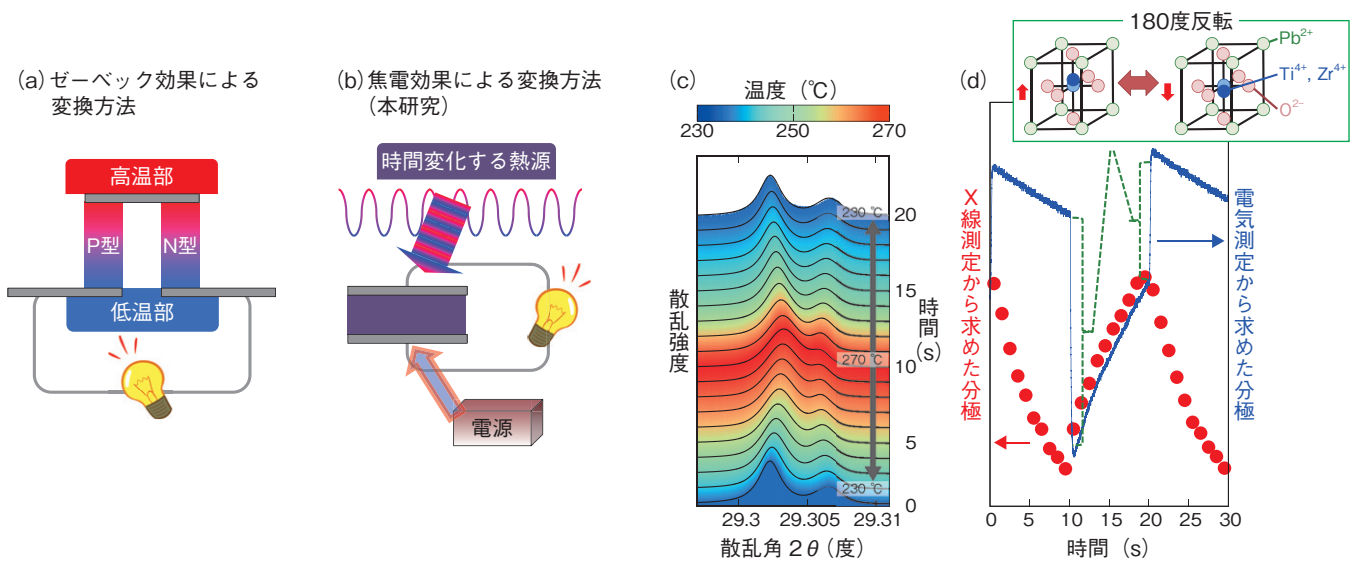 (a) ゼーベック効果による
変換方法
高温部
P型
N型
低温部
(b) 焦電効果による変換方法
(本研究)
時間変化する熱源
電源
(c)
温度 (℃)
230
250
270
散乱強度
230 ℃
270 ℃
230 ℃
20
15
10
5
0
時間 (s)
29.3
29.305
29.31
散乱角 2θ (度)
(d)
180度反転
Pb2+
Ti4+, Zr4+
O2-
X線測定から求めた分極
電気測定から求めた分極
0
5
10
15
20
25
30
時間 (s)